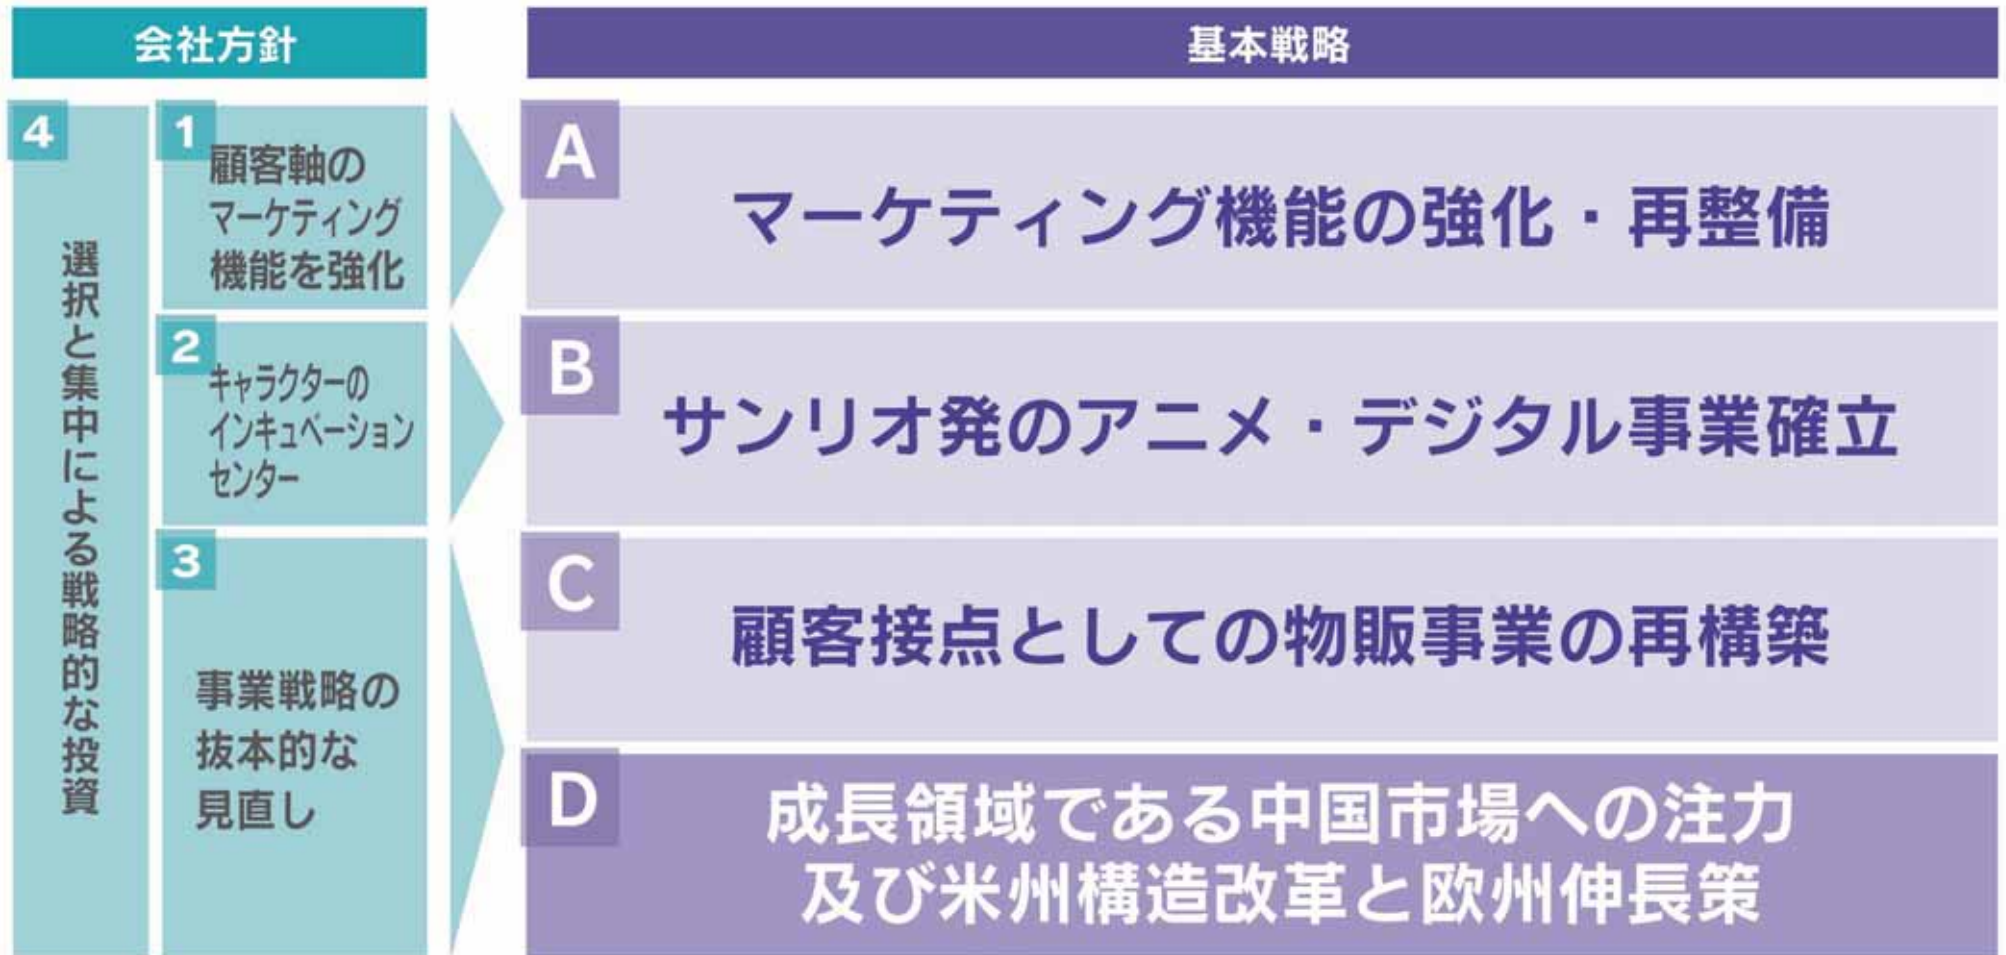 会社方針
基本戦略
4
選択と集中による戦略的な投資
1
顧客軸の
マーケティング
機能を強化
A
マーケティング機能の強化・再整備
2
キャラクターの
インキュベーション
センター
B
サンリオ発のアニメ・デジタル事業確立
3
事業戦略の
抜本的な
見直し
C
顧客接点としての物販事業の再構築
D
成長領域である中国市場への注力
及び米州構造改革と欧州伸長策